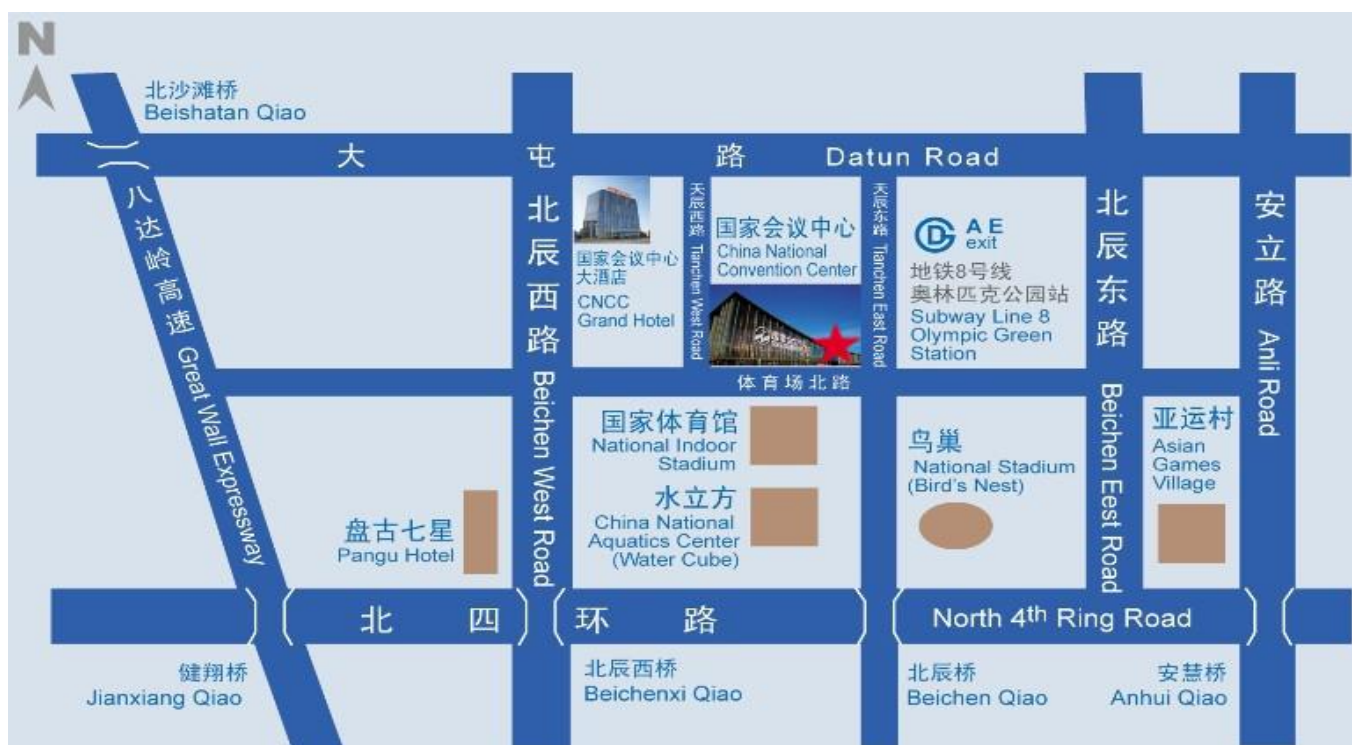 N
北沙滩桥
Beishatan Qiao
大屯路 Datun Road
八达岭高速 Great Wall Expressway
北辰西路 Beichen West Road
国家会议中心
大酒店
CNCC
Grand Hotel
天辰西路 Tianchen West Road
国家会议中心
China National
Convention Center
天辰东路 Tianchen East Road
A E
exit
地铁8号线
奥林匹克公园站
Subway Line 8
Olympic Green
Station
北辰东路 Beichen Eest Road
安立路 Anli Road
体育场北路
国家体育馆
National Indoor
Stadium
水立方
China National
Aquatics Center
(Water Cube)
鸟巢
National Stadium
(Bird's Nest)
亚运村
Asian
Games
Village
盘古七星
Pangu Hotel
北四环路 North 4th Ring Road
健翔桥
Jianxiang Qiao
北辰西桥
Beichenxi Qiao
北辰桥
Beichen Qiao
安慧桥
Anhui Qiao